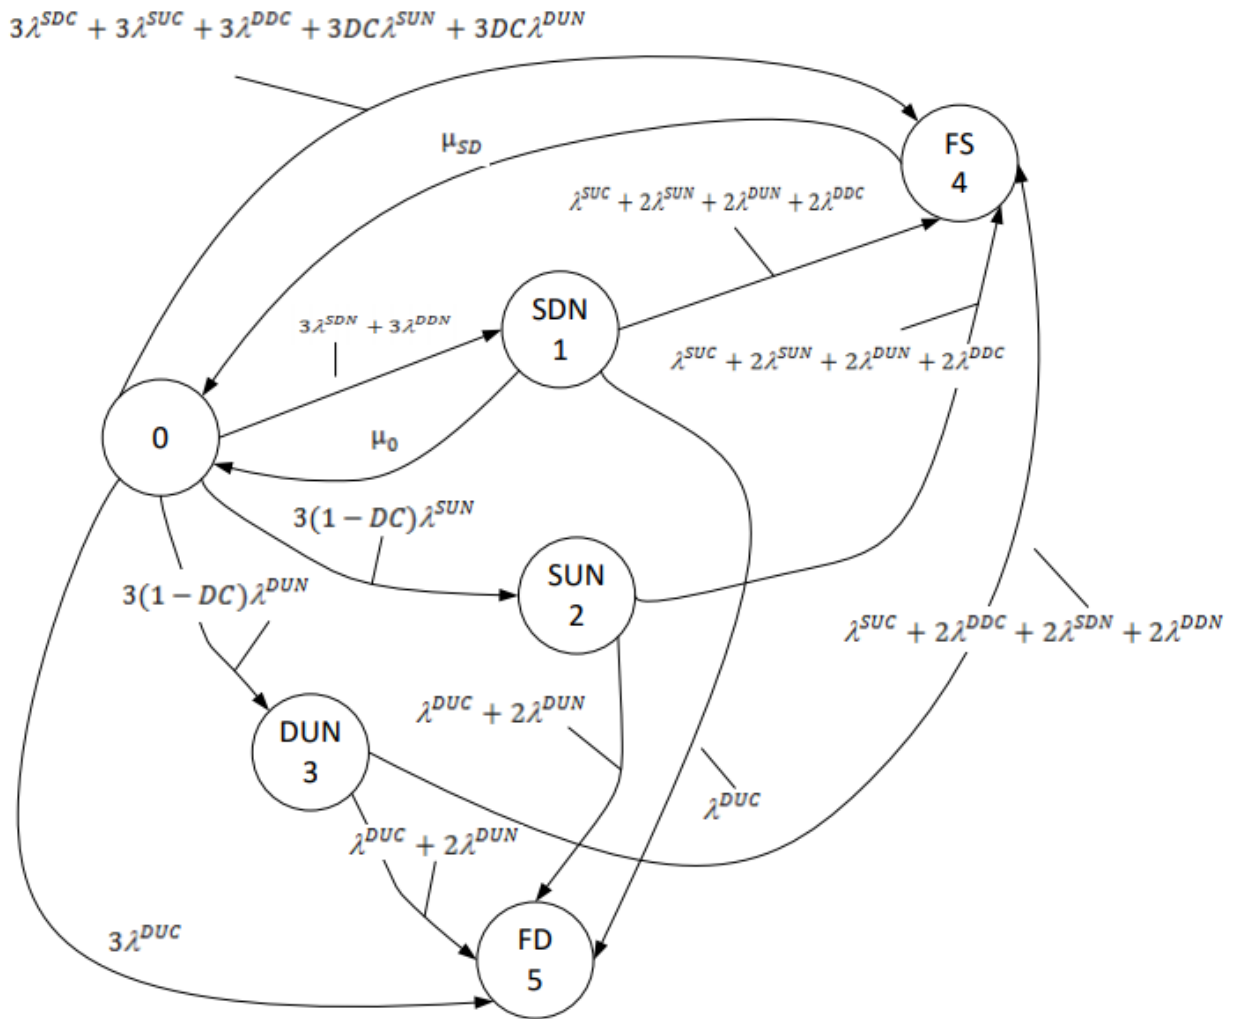 3λ^{SDC} + 3λ^{SUC} + 3λ^{DDC} + 3DCλ^{SUN} + 3DCλ^{DUN}
μ_{SD}
FS
4
λ^{SUC} + 2λ^{SUN} + 2λ^{DUN} + 2λ^{DDC}
SDN
1
3λ^{SDN} + 3λ^{DDN}
λ^{SUC} + 2λ^{SUN} + 2λ^{DUN} + 2λ^{DDC}
0
μ_0
3(1 − DC)λ^{SUN}
SUN
2
3(1 − DC)λ^{DUN}
λ^{SUC} + 2λ^{DDC} + 2λ^{SDN} + 2λ^{DDN}
λ^{DUC} + 2λ^{DUN}
DUN
3
λ^{DUC}
λ^{DUC} + 2λ^{DUN}
3λ^{DUC}
FD
5